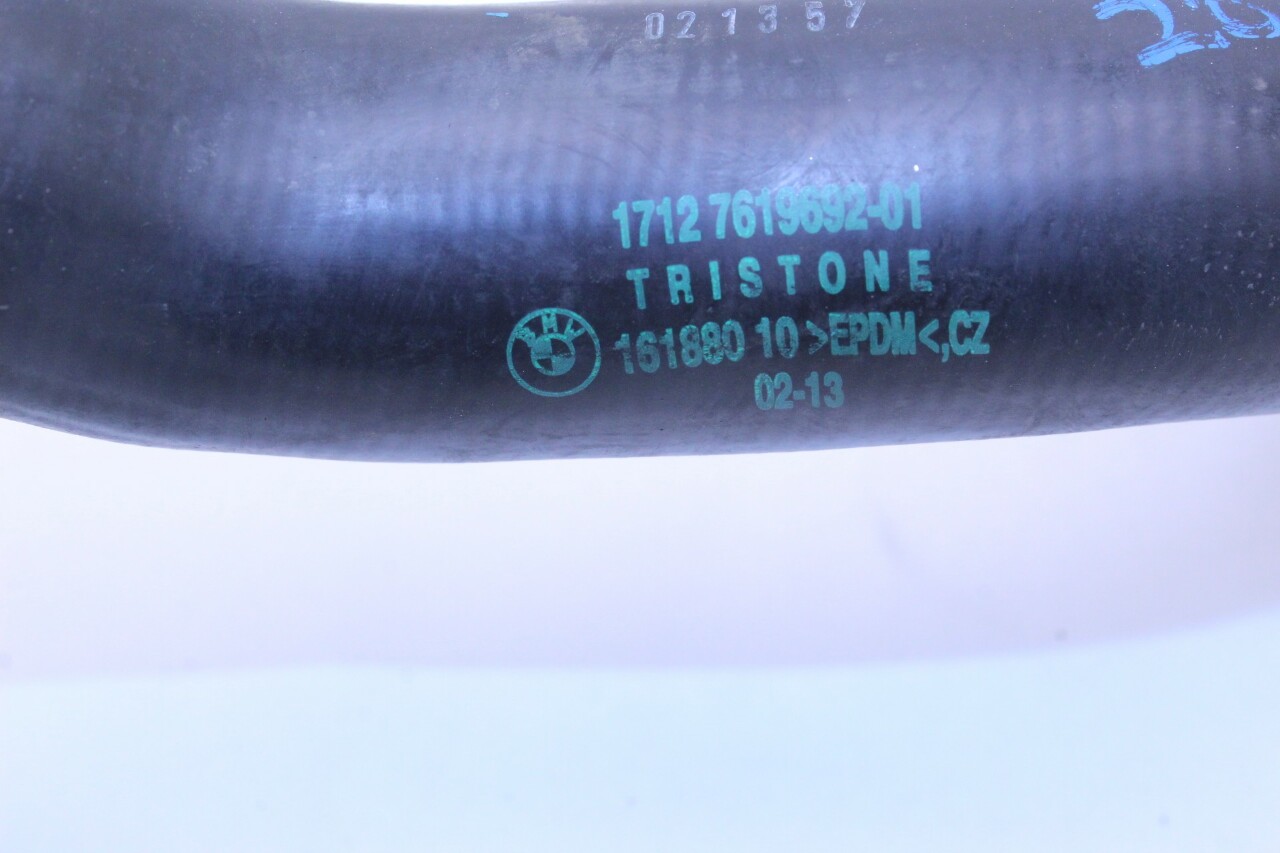 021357
1712 7619692-01
TRISTONE
BMW
161880 10 >EPDM<,CZ
02-13